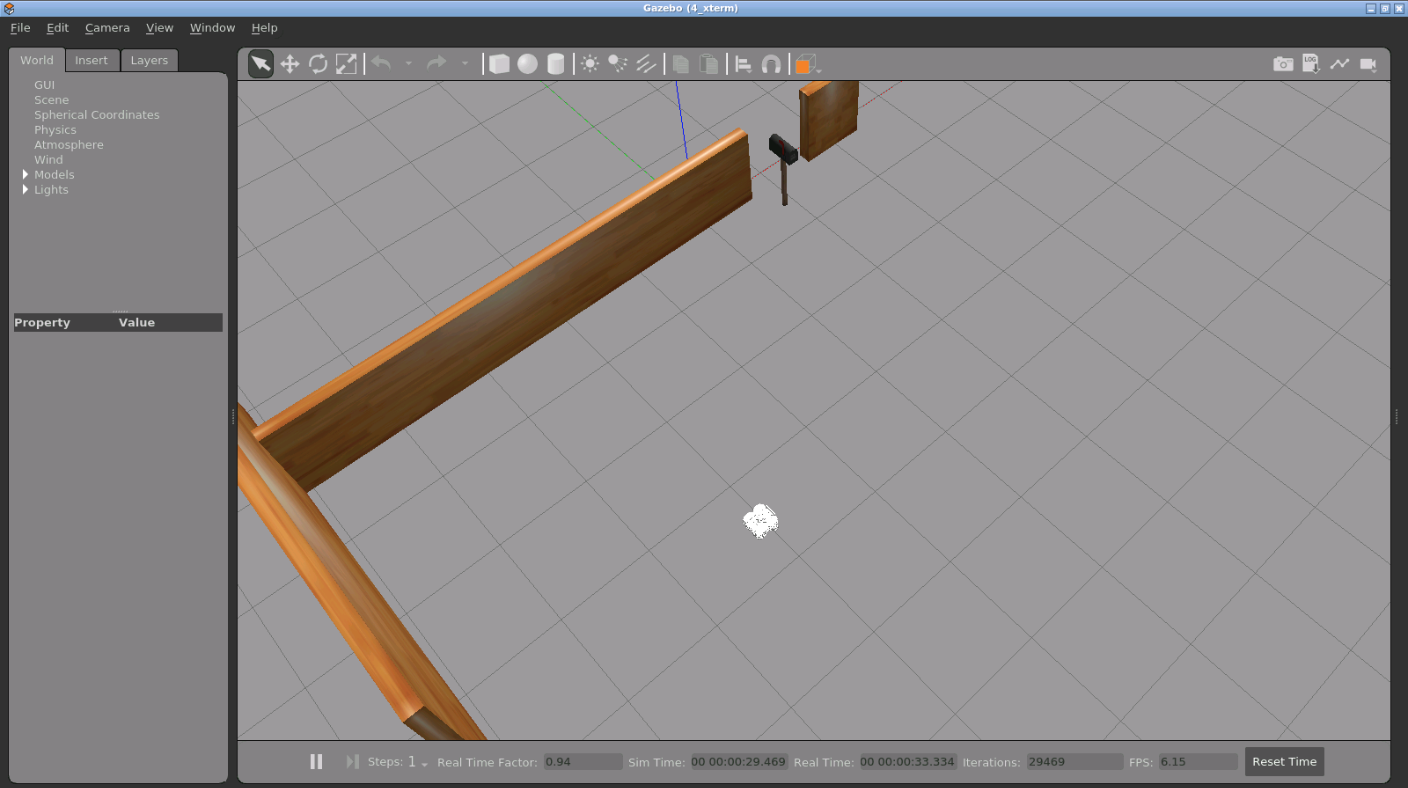 Gazebo (4_xterm)
File Edit Camera View Window Help
World Insert Layers
GUI
Scene
Spherical Coordinates
Physics
Atmosphere
Wind
Models
Lights
Property Value
LOG
Steps: 1 Real Time Factor: 0.94 Sim Time: 00 00:00:29.469 Real Time: 00 00:00:33.334 Iterations: 29469 FPS: 6.15 Reset Time